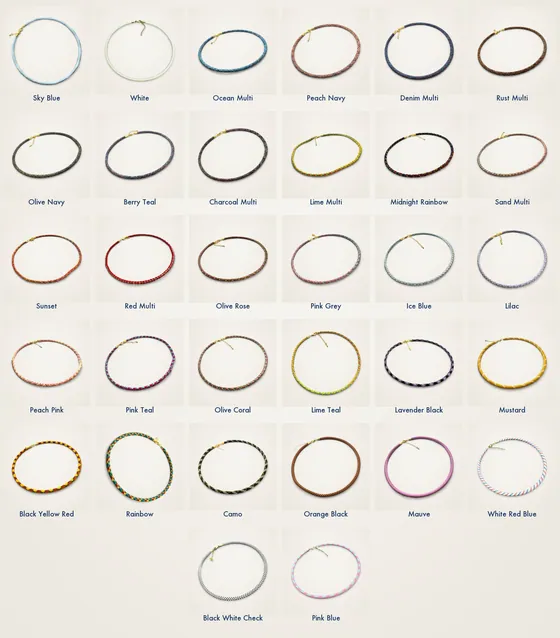 Sky Blue
White
Ocean Multi
Peach Navy
Denim Multi
Rust Multi
Olive Navy
Berry Teal
Charcoal Multi
Lime Multi
Midnight Rainbow
Sand Multi
Sunset
Red Multi
Olive Rose
Pink Grey
Ice Blue
Lilac
Peach Pink
Pink Teal
Olive Coral
Lime Teal
Lavender Black
Mustard
Black Yellow Red
Rainbow
Camo
Orange Black
Mauve
White Red Blue
Black White Check
Pink Blue